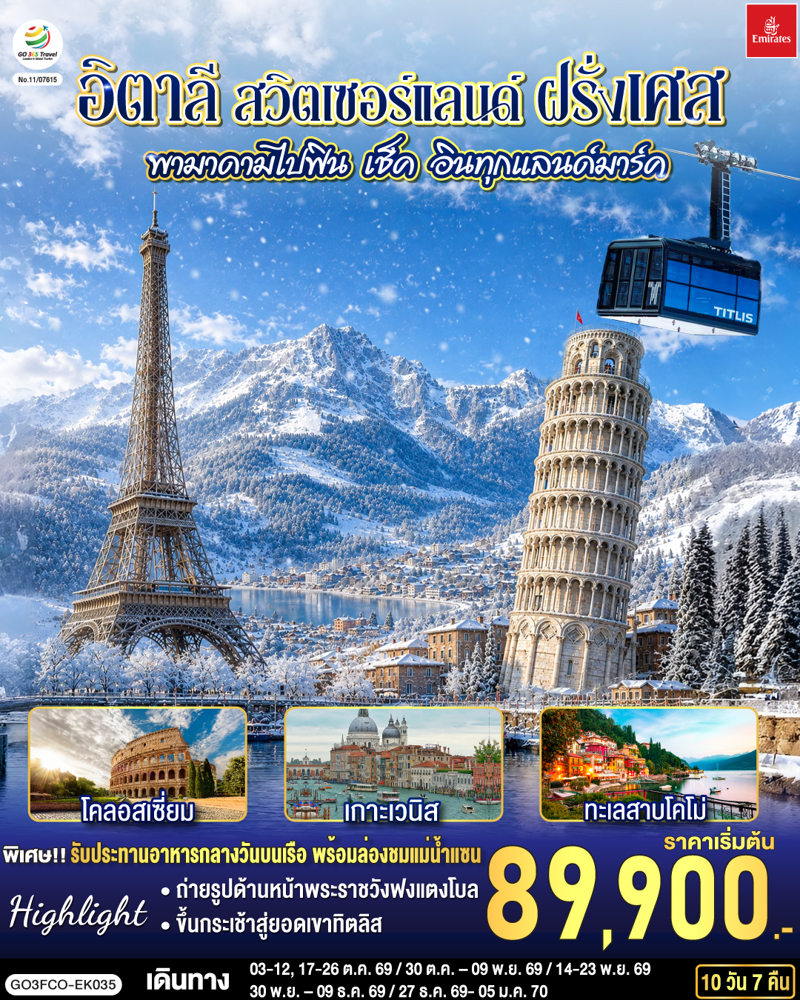 GO 365 Travel
Leaders in Global Tourism
No.11/07615
Emirates
อิตาลี สวิตเซอร์แลนด์ ฝรั่งเศส
พามาดามไปฟิน เช็ค อินทุกแลนด์มาร์ค
TITLIS
โคลอสเซี่ยม
เกาะเวนิส
ทะเลสาบโคโม่
พิเศษ!! รับประทานอาหารกลางวันบนเรือ พร้อมล่องชมแม่น้ำแซน
ราคาเริ่มต้น
89,900.-
Highlight
• ถ่ายรูปด้านหน้าพระราชวังฟงแตงโบล
• ขึ้นกระเช้าสู่ยอดเขาทิตลิส
GO3FCO-EK035
เดินทาง
03-12, 17-26 ต.ค. 69 / 30 ต.ค. – 09 พ.ย. 69 / 14-23 พ.ย. 69
30 พ.ย. – 09 ธ.ค. 69 / 27 ธ.ค. 69- 05 ม.ค. 70
10 วัน 7 คืน